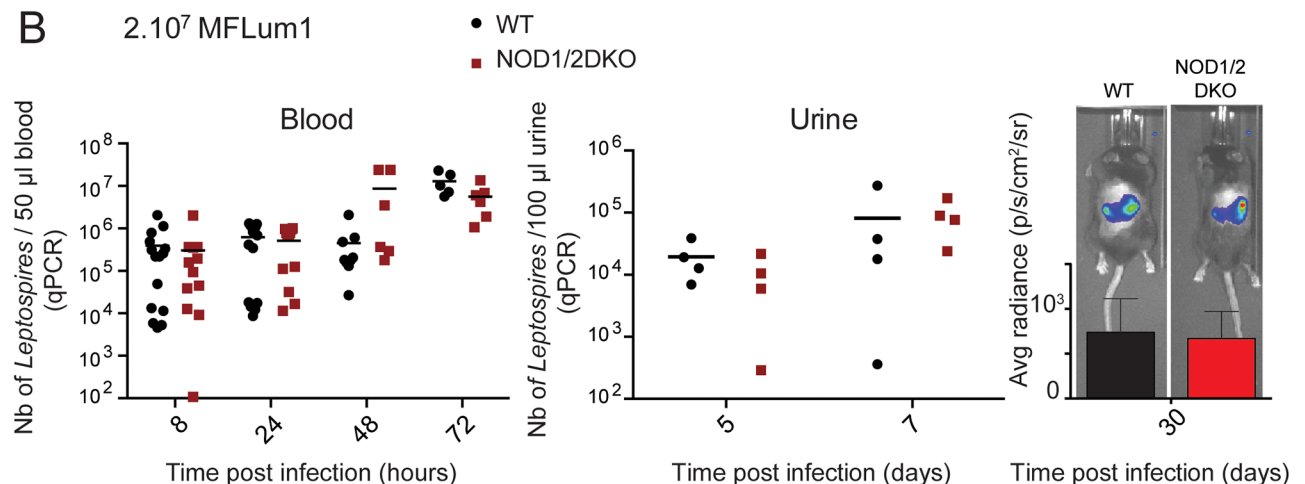 B
2.10⁷ MFLum1
WT
NOD1/2DKO
Blood
Nb of Leptospires / 50 µl blood
(qPCR)
10⁸
10⁷
10⁶
10⁵
10⁴
10³
10²
8
24
48
72
Time post infection (hours)
Urine
Nb of Leptospires /100 µl urine
(qPCR)
10⁶
10⁵
10⁴
10³
10²
5
7
Time post infection (days)
WT
NOD1/2
DKO
Avg radiance (p/s/cm²/sr)
10³
0
30
Time post infection (days)